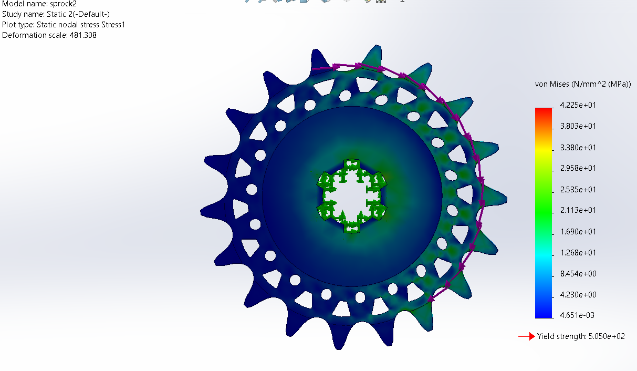 Model name: sprock2
Study name: Static 2(-Default-)
Plot type: Static nodal stress Stress1
Deformation scale: 481.308
von Mises (N/mm^2 (MPa))
4.225e+01
3.803e+01
3.380e+01
2.958e+01
2.535e+01
2.113e+01
1.690e+01
1.268e+01
8.454e+00
4.230e+00
4.651e-03
Yield strength: 5.050e+02